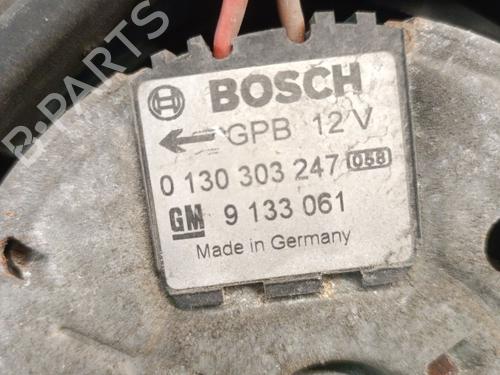 BOSCH
GPB 12 V
0 130 303 247 058
GM 9 133 061
Made in Germany
B-PARTS